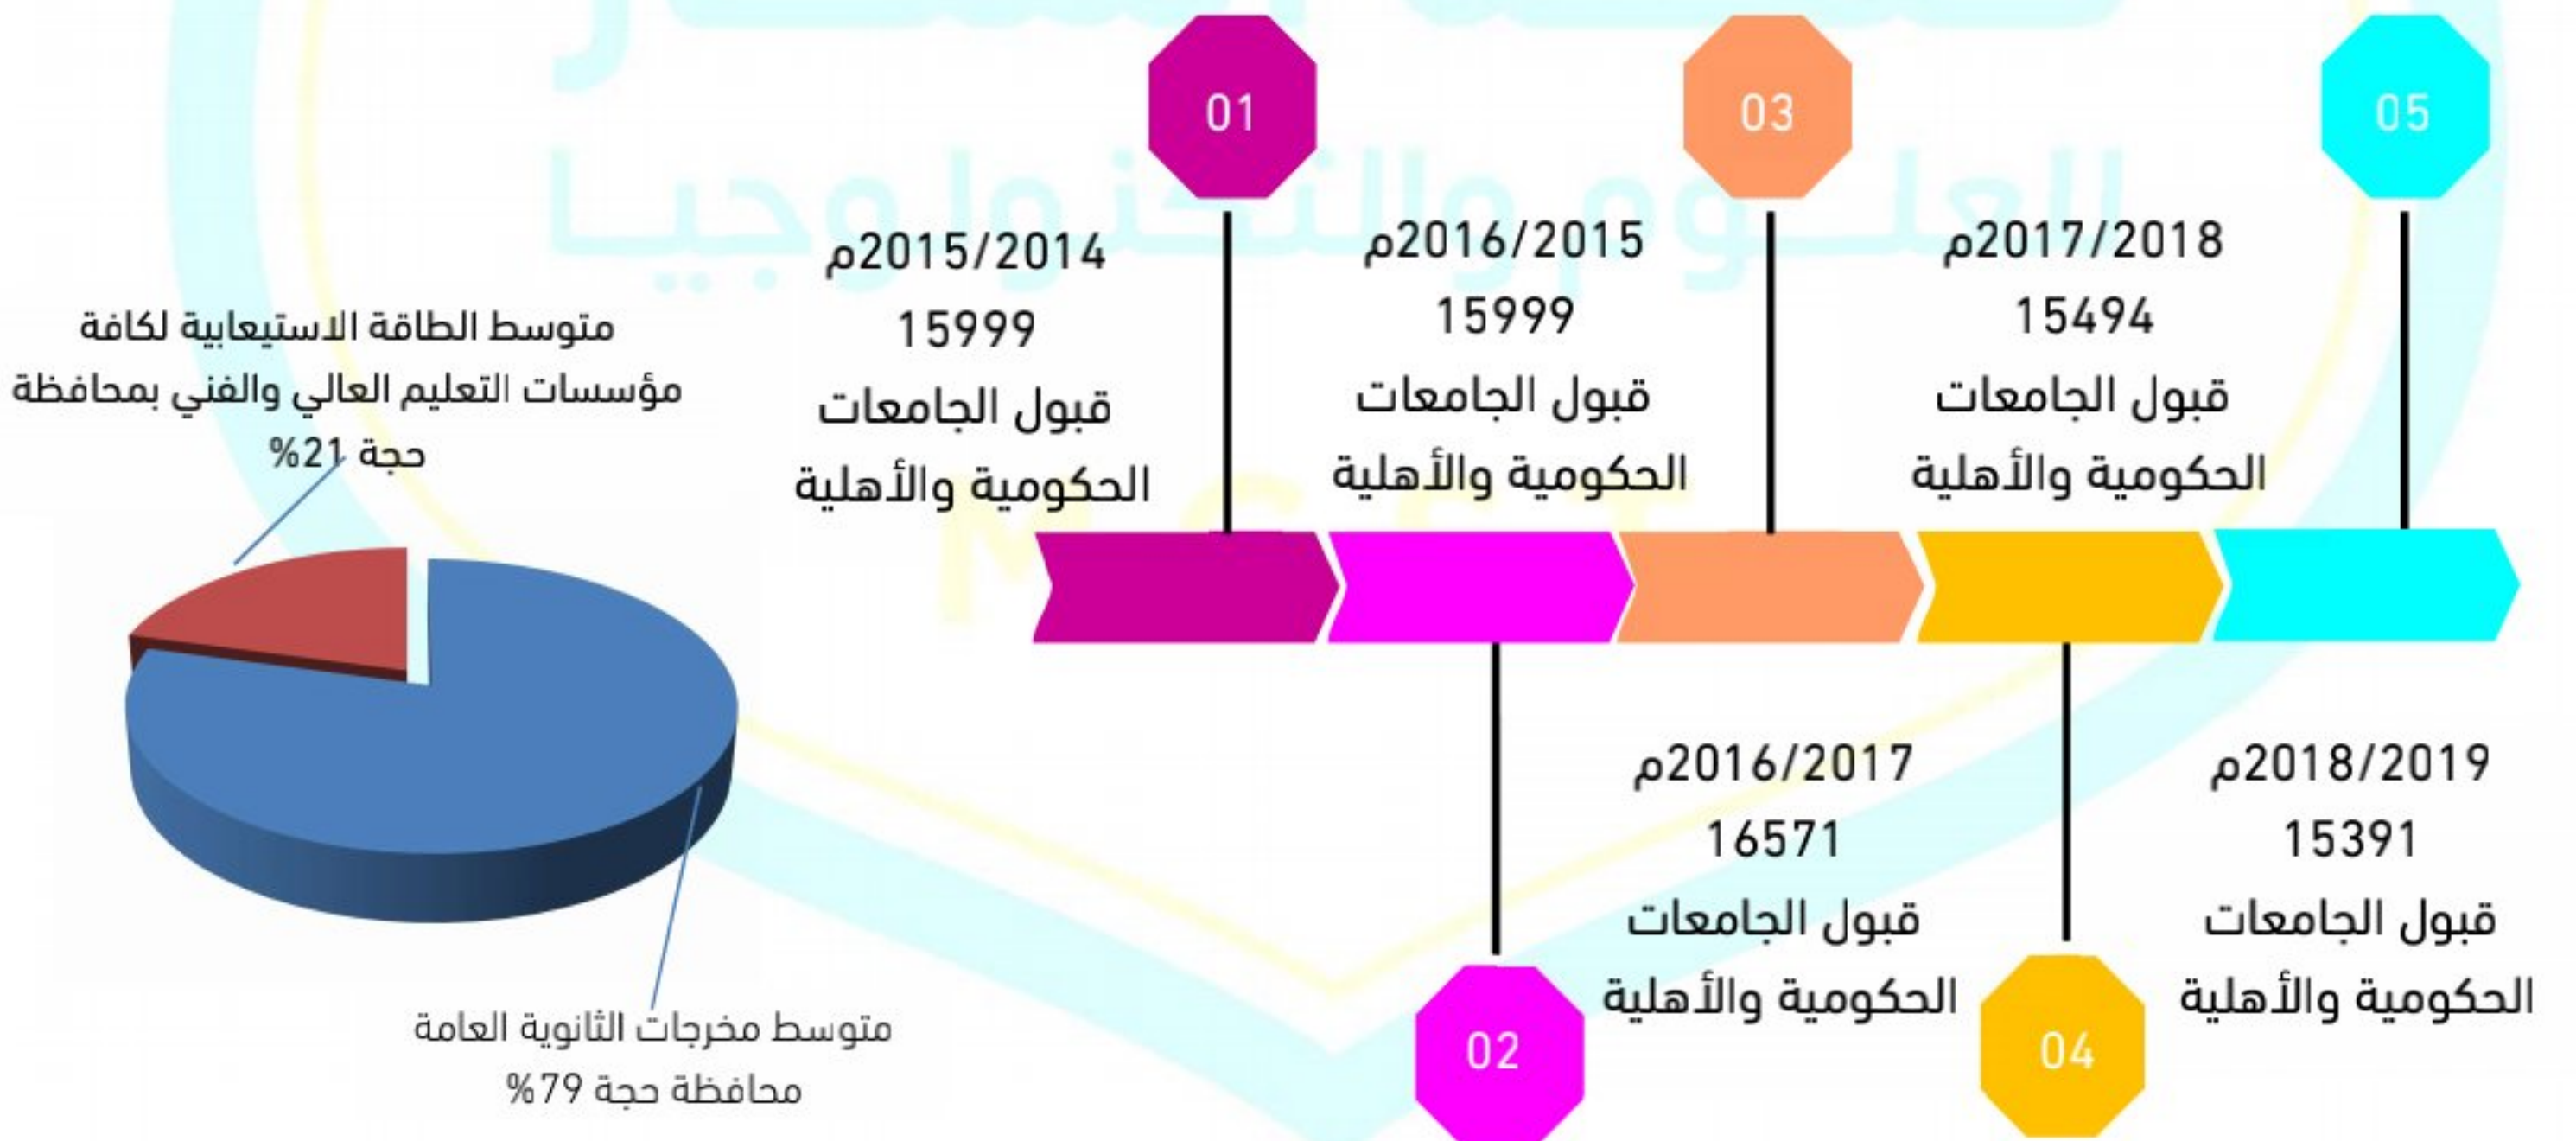 01
03
05
2015/2014م
15999
قبول الجامعات
الحكومية والأهلية
2016/2015م
15999
قبول الجامعات
الحكومية والأهلية
2017/2018م
15494
قبول الجامعات
الحكومية والأهلية
متوسط الطاقة الاستيعابية لكافة
مؤسسات التعليم العالي والفني بمحافظة
حجة 21%
2016/2017م
16571
قبول الجامعات
الحكومية والأهلية
2018/2019م
15391
قبول الجامعات
الحكومية والأهلية
02
04
متوسط مخرجات الثانوية العامة
محافظة حجة 79%
العلوم والتكنولوجيا